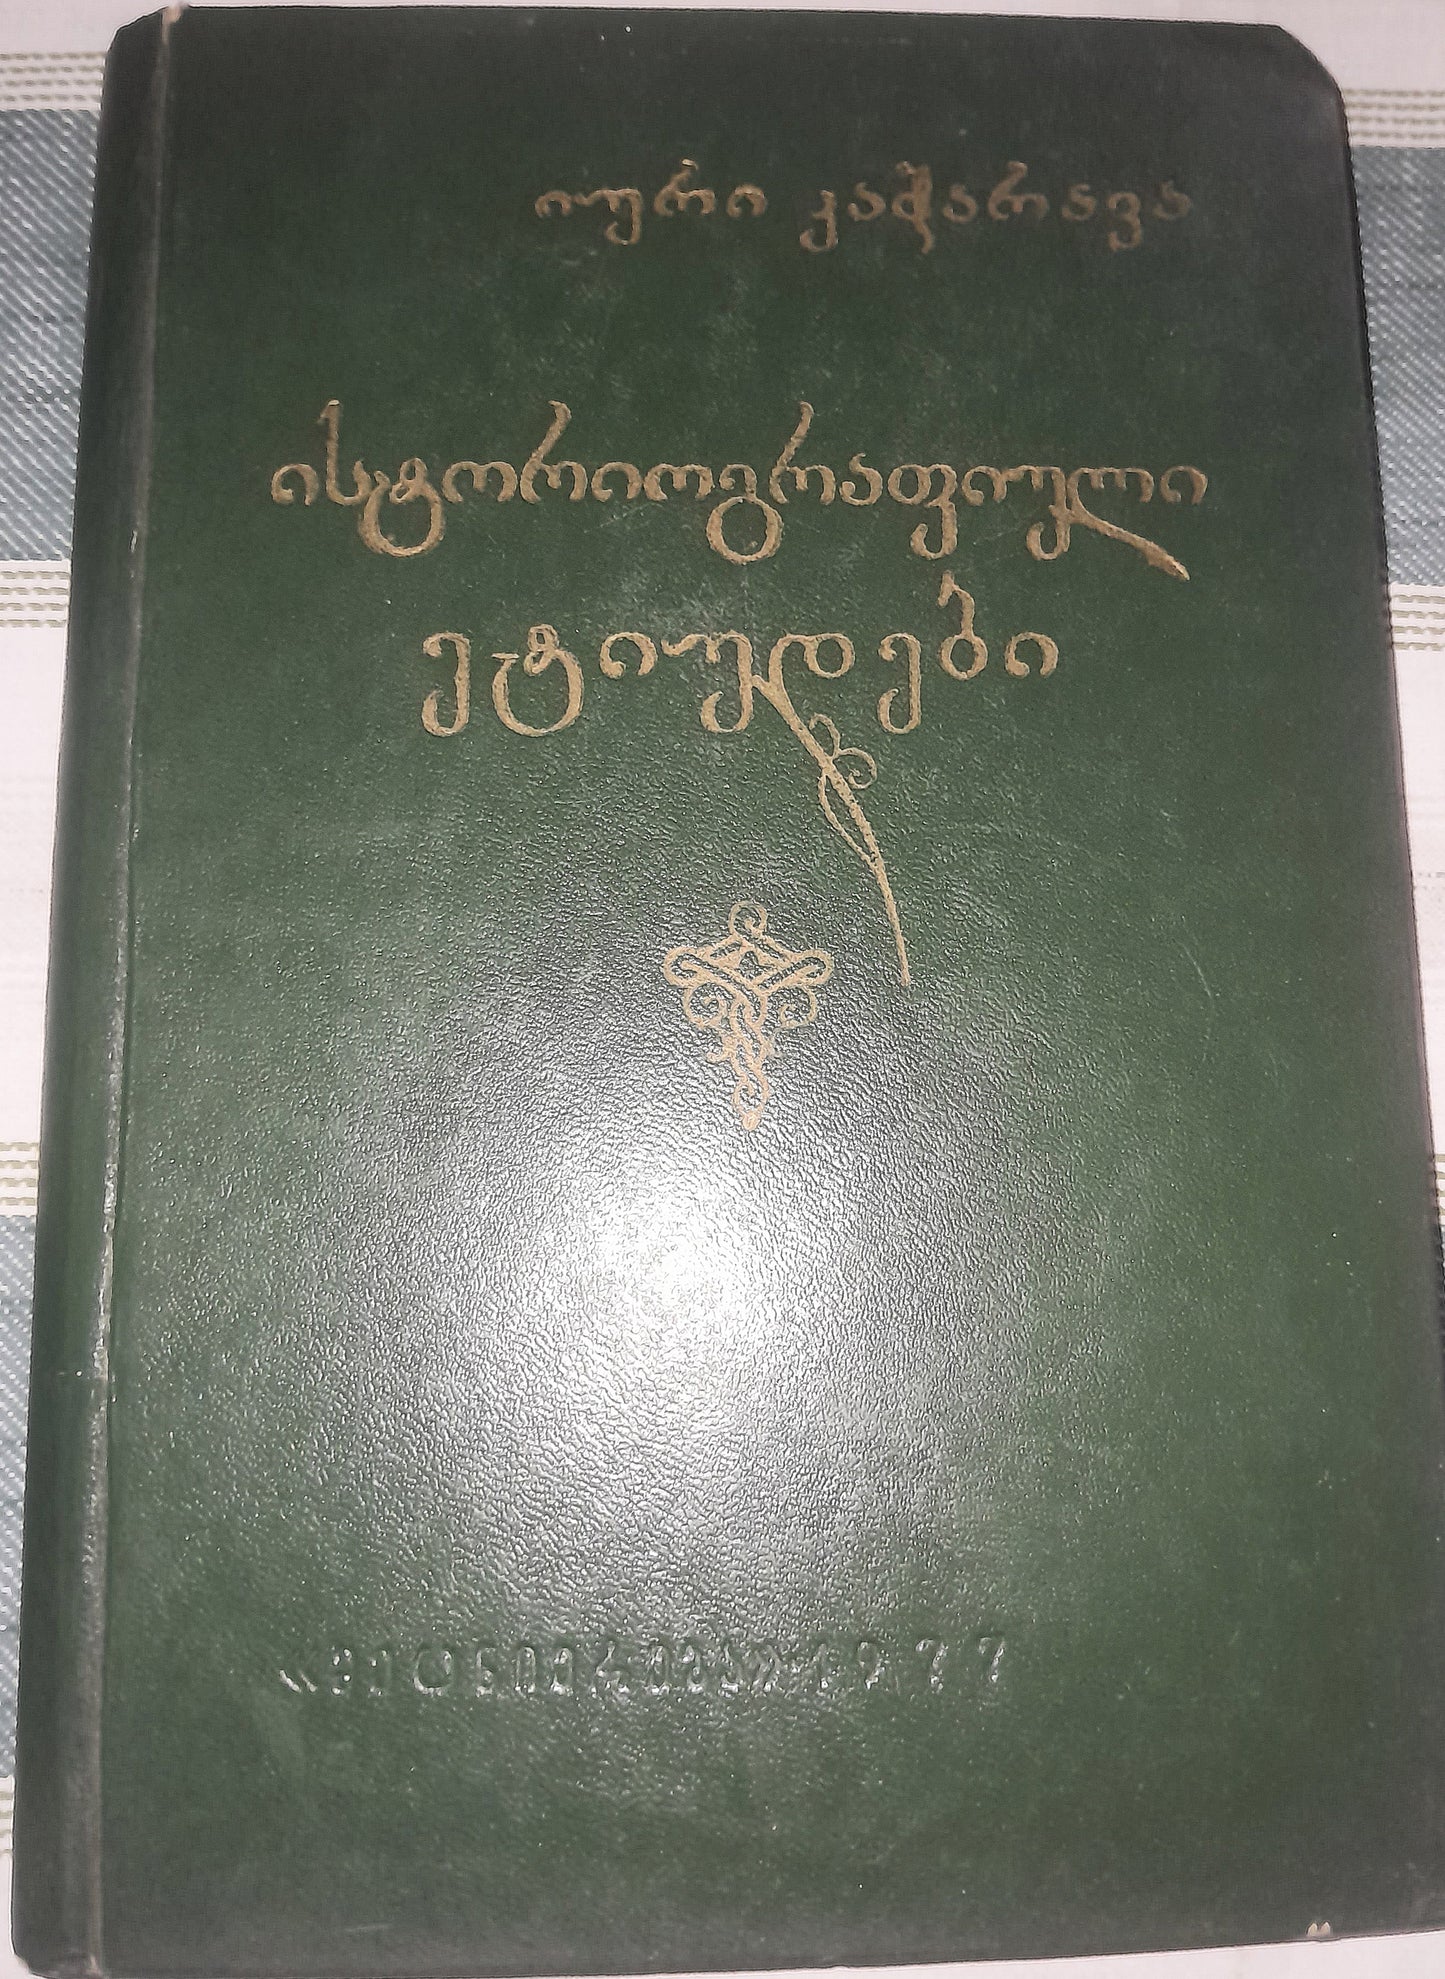 იური კაჭარავა
ისტორიოგრაფიული
ეტიუდები
«მეცნიერება» 1977